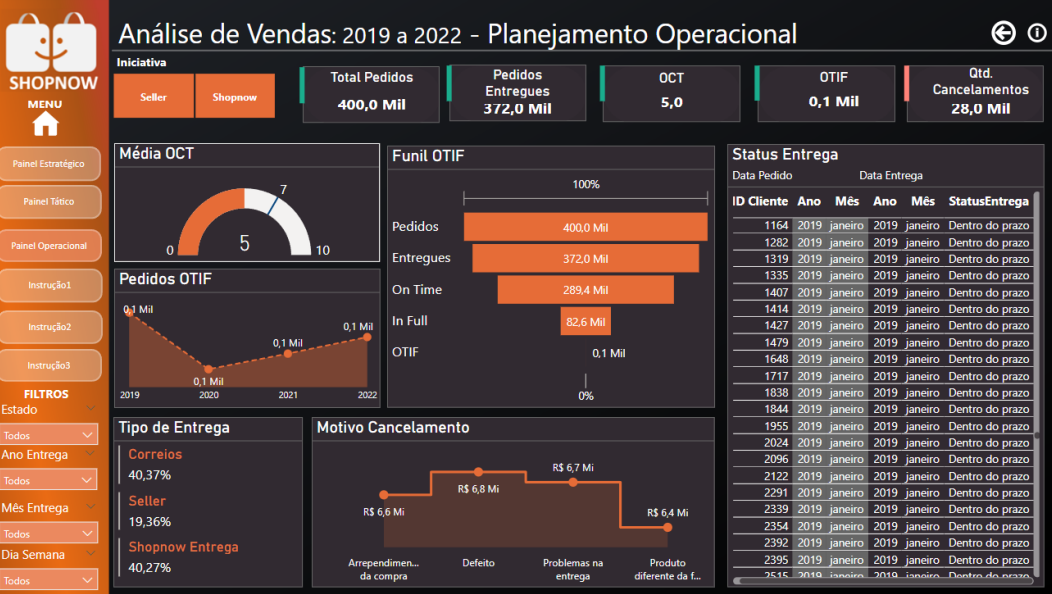 SHOPNOW
MENU
Painel Estratégico
Painel Tático
Painel Operacional
Instrução1
Instrução2
Instrução3
FILTROS
Estado
Todos
Ano Entrega
Todos
Mês Entrega
Todos
Dia Semana
Todos
Análise de Vendas: 2019 a 2022 - Planejamento Operacional
Iniciativa
Seller
Shopnow
Total Pedidos
400,0 Mil
Pedidos
Entregues
372,0 Mil
OCT
5,0
OTIF
0,1 Mil
Qtd.
Cancelamentos
28,0 Mil
Média OCT
7
0
5
10
Pedidos OTIF
0,1 Mil
0,1 Mil
0,1 Mil
0,1 Mil
2019 2020 2021 2022
Funil OTIF
100%
Pedidos 400,0 Mil
Entregues 372,0 Mil
On Time 289,4 Mil
In Full 82,6 Mil
OTIF 0,1 Mil
0%
Status Entrega
Data Pedido Data Entrega
ID Cliente Ano Mês Ano Mês StatusEntrega
1164 2019 janeiro 2019 janeiro Dentro do prazo
1282 2019 janeiro 2019 janeiro Dentro do prazo
1319 2019 janeiro 2019 janeiro Dentro do prazo
1335 2019 janeiro 2019 janeiro Dentro do prazo
1407 2019 janeiro 2019 janeiro Dentro do prazo
1414 2019 janeiro 2019 janeiro Dentro do prazo
1427 2019 janeiro 2019 janeiro Dentro do prazo
1479 2019 janeiro 2019 janeiro Dentro do prazo
1648 2019 janeiro 2019 janeiro Dentro do prazo
1717 2019 janeiro 2019 janeiro Dentro do prazo
1838 2019 janeiro 2019 janeiro Dentro do prazo
1844 2019 janeiro 2019 janeiro Dentro do prazo
1955 2019 janeiro 2019 janeiro Dentro do prazo
2024 2019 janeiro 2019 janeiro Dentro do prazo
2096 2019 janeiro 2019 janeiro Dentro do prazo
2122 2019 janeiro 2019 janeiro Dentro do prazo
2291 2019 janeiro 2019 janeiro Dentro do prazo
2339 2019 janeiro 2019 janeiro Dentro do prazo
2354 2019 janeiro 2019 janeiro Dentro do prazo
2392 2019 janeiro 2019 janeiro Dentro do prazo
2395 2019 janeiro 2019 janeiro Dentro do prazo
2515 2019 janeiro 2019 janeiro Dentro do prazo
Tipo de Entrega
Correios
40,37%
Seller
19,36%
Shopnow Entrega
40,27%
Motivo Cancelamento
R$ 6,6 Mi
R$ 6,8 Mi
R$ 6,7 Mi
R$ 6,4 Mi
Arrependimen...
da compra
Defeito
Problemas na
entrega
Produto
diferente da f...